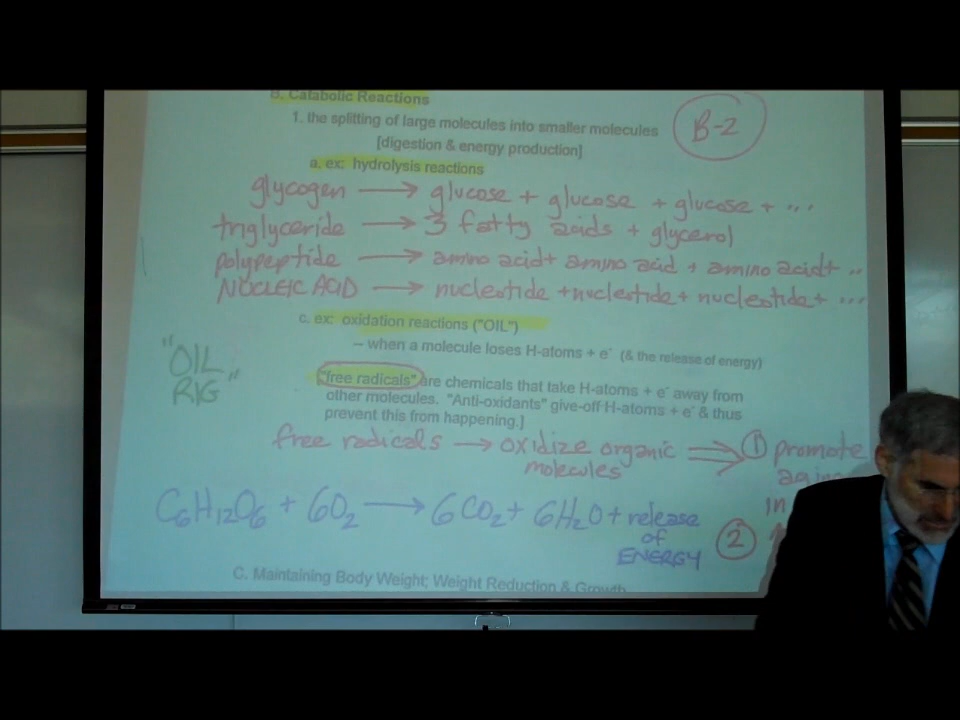 B. Catabolic Reactions
1. the splitting of large molecules into smaller molecules
B-2
[digestion & energy production]
a. ex: hydrolysis reactions
glycogen → glucose + glucose + glucose + ...
triglyceride → 3 fatty acids + glycerol
polypeptide → amino acid+ amino acid + amino acid+ ..
NUCLEIC ACID → nucleotide +nucleotide+ nucleotide+ ...
c. ex: oxidation reactions ("OIL")
– when a molecule loses H-atoms + e⁻ (& the release of energy)
"OIL
RIG"
["free radicals" are chemicals that take H-atoms + e⁻ away from
other molecules. "Anti-oxidants" give-off H-atoms + e⁻ & thus
prevent this from happening.]
free radicals → oxidize organic ⇒ ① promote
molecules
in
C₆H₁₂O₆ + 6O₂ → 6CO₂ + 6H₂O + release
of
ENERGY
②
C. Maintaining Body Weight; Weight Reduction & Growth